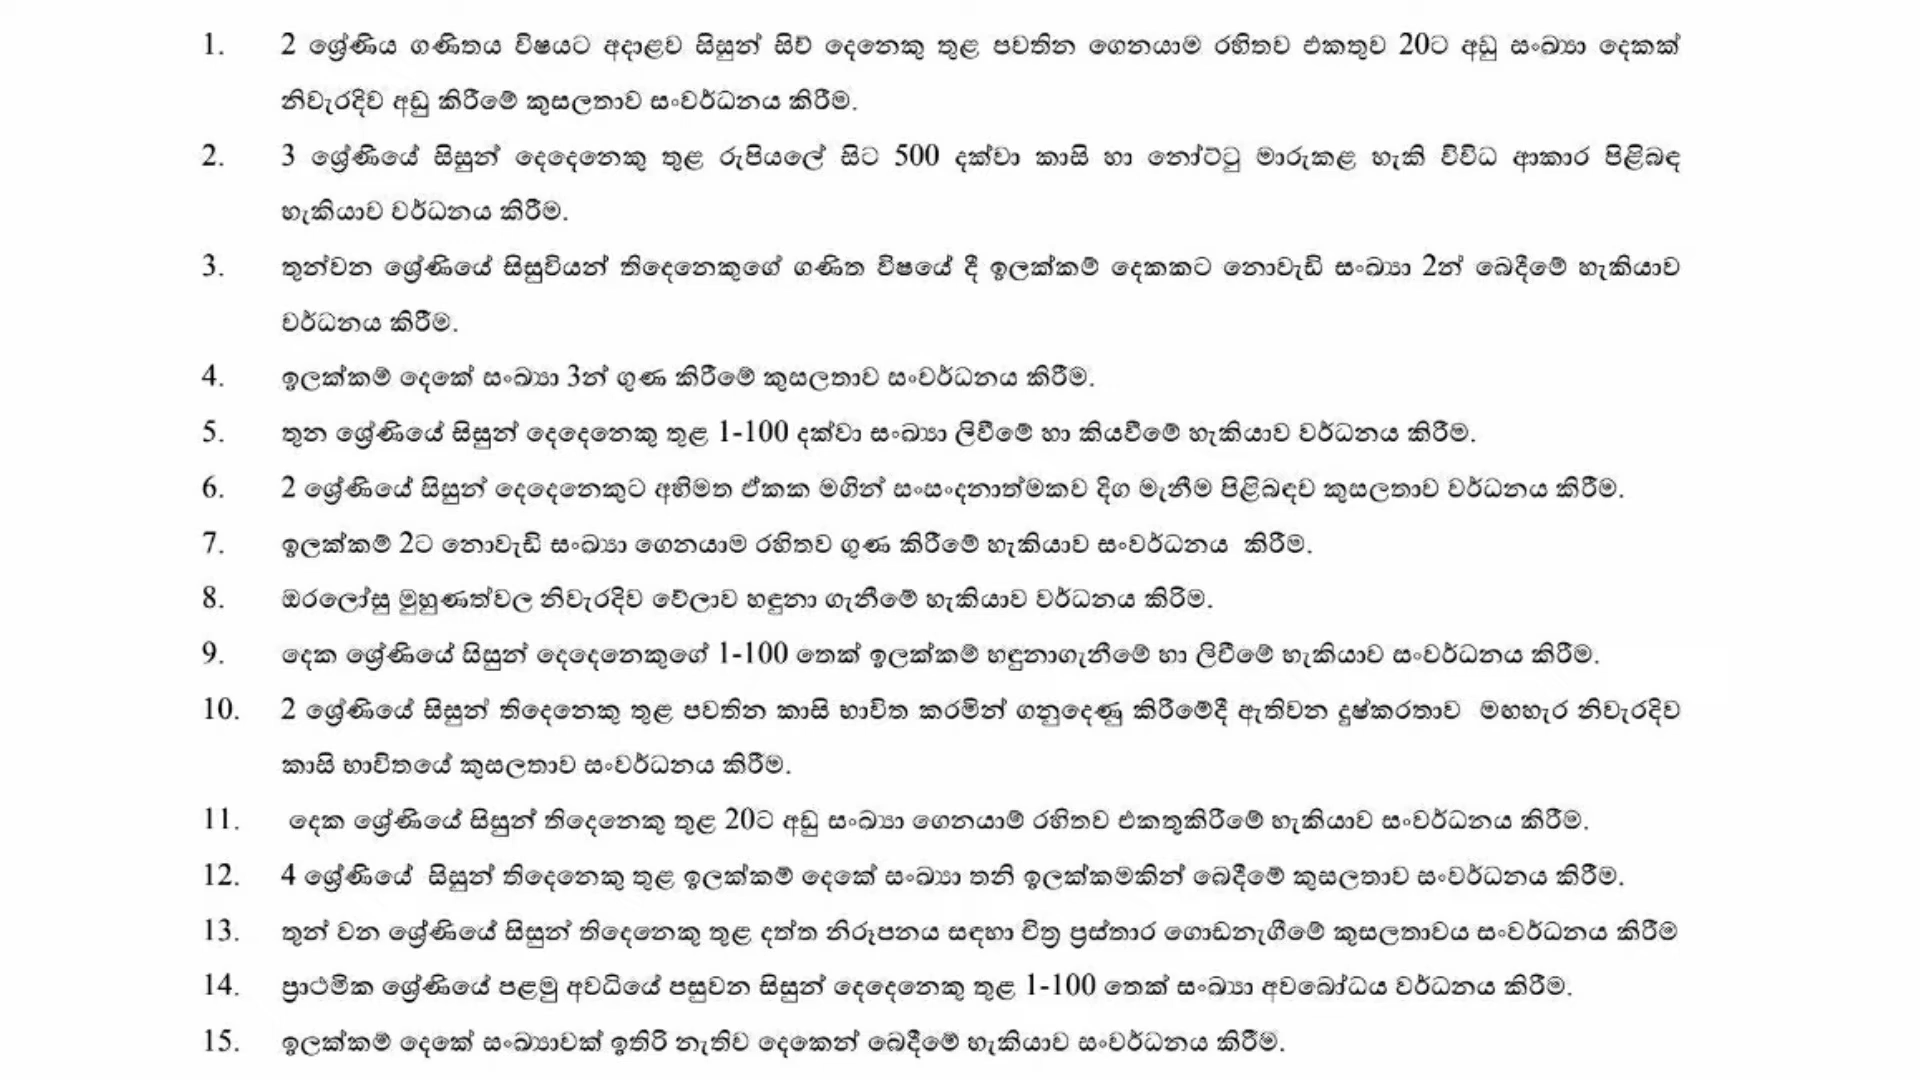 1. 2 ශ්‍රේණිය ගණිතය විෂයට අදාළව සිසුන් සිව් දෙනෙකු තුළ පවතින ගෙනයාම රහිතව එකතුව 20ට අඩු සංඛ්‍යා දෙකක්
නිවැරදිව අඩු කිරීමේ කුසලතාව සංවර්ධනය කිරීම.
2. 3 ශ්‍රේණියේ සිසුන් දෙදෙනෙකු තුළ රුපියලේ සිට 500 දක්වා කාසි හා නෝට්ටු මාරුකළ හැකි විවිධ ආකාර පිළිබඳ
හැකියාව වර්ධනය කිරීම.
3. තුන්වන ශ්‍රේණියේ සිසුවියන් තිදෙනෙකුගේ ගණිත විෂයේ දී ඉලක්කම් දෙකකට නොවැඩි සංඛ්‍යා 2න් බෙදීමේ හැකියාව
වර්ධනය කිරීම.
4. ඉලක්කම් දෙකේ සංඛ්‍යා 3න් ගුණ කිරීමේ කුසලතාව සංවර්ධනය කිරීම.
5. තුන ශ්‍රේණියේ සිසුන් දෙදෙනෙකු තුළ 1-100 දක්වා සංඛ්‍යා ලිවීමේ හා කියවීමේ හැකියාව වර්ධනය කිරීම.
6. 2 ශ්‍රේණියේ සිසුන් දෙදෙනෙකුට අභිමත ඒකක මගින් සංසංදනාත්මකව දිග මැනීම පිළිබඳව කුසලතාව වර්ධනය කිරීම.
7. ඉලක්කම් 2ට නොවැඩි සංඛ්‍යා ගෙනයාම රහිතව ගුණ කිරීමේ හැකියාව සංවර්ධනය කිරීම.
8. ඔරලෝසු මුහුණත්වල නිවැරදිව වේලාව හඳුනා ගැනීමේ හැකියාව වර්ධනය කිරිම.
9. දෙක ශ්‍රේණියේ සිසුන් දෙදෙනෙකුගේ 1-100 තෙක් ඉලක්කම් හඳුනාගැනීමේ හා ලිවීමේ හැකියාව සංවර්ධනය කිරීම.
10. 2 ශ්‍රේණියේ සිසුන් තිදෙනෙකු තුළ පවතින කාසි භාවිත කරමින් ගනුදෙණු කිරීමේදී ඇතිවන දුෂ්කරතාව මඟහැර නිවැරදිව
කාසි භාවිතයේ කුසලතාව සංවර්ධනය කිරීම.
11. දෙක ශ්‍රේණියේ සිසුන් තිදෙනෙකු තුළ 20ට අඩු සංඛ්‍යා ගෙනයාම් රහිතව එකතුකිරීමේ හැකියාව සංවර්ධනය කිරීම.
12. 4 ශ්‍රේණියේ සිසුන් තිදෙනෙකු තුළ ඉලක්කම් දෙකේ සංඛ්‍යා තනි ඉලක්කමකින් බෙදීමේ කුසලතාව සංවර්ධනය කිරීම.
13. තුන් වන ශ්‍රේණියේ සිසුන් තිදෙනෙකු තුළ දත්ත නිරූපනය සඳහා චිත්‍ර ප්‍රස්තාර ගොඩනැගීමේ කුසලතාවය සංවර්ධනය කිරීම
14. ප්‍රාථමික ශ්‍රේණියේ පළමු අවධියේ පසුවන සිසුන් දෙදෙනෙකු තුළ 1-100 තෙක් සංඛ්‍යා අවබෝධය වර්ධනය කිරීම.
15. ඉලක්කම් දෙකේ සංඛ්‍යාවක් ඉතිරි නැතිව දෙකෙන් බෙදීමේ හැකියාව සංවර්ධනය කිරීම.